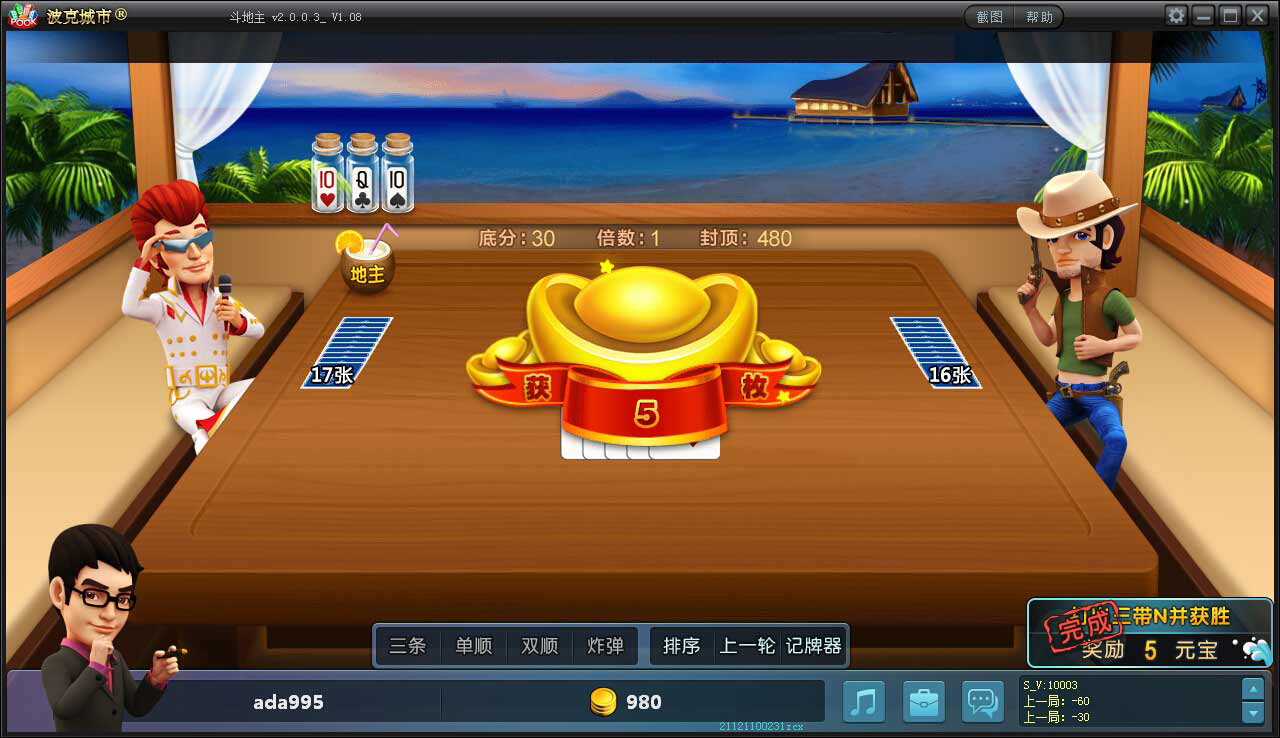 POOK 波克城市® 斗地主 v2.0.0.3_ V1.08 截图 帮助
10 Q 10
底分：30 倍数：1 封顶：480
地主
17张 16张
获 5 枚
三带N并获胜
完成
奖励 5 元宝
三条 单顺 双顺 炸弹 排序 上一轮 记牌器
ada995 980
S_V:10003
上一局：-60
上一局：-30
21121100231zcx